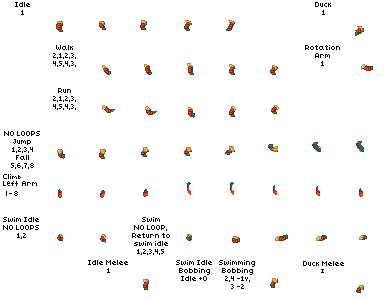 Idle
1
Duck
1
Walk
2,1,2,3,
4,5,4,3,
Rotation
Arm
1
Run
2,1,2,3,
4,5,4,3,
NO LOOPS
Jump
1,2,3,4
Fall
5,6,7,8
Climb
Left Arm
1-8
Swim Idle
NO LOOPS
1,2
Swim
NO LOOP,
Return to
swim idle
1,2,3,4,5
Idle Melee
1
Swim Idle
Bobbing
Idle +0
Swimming
Bobbing
2,4 -1v,
3 -2
Duck Melee
1